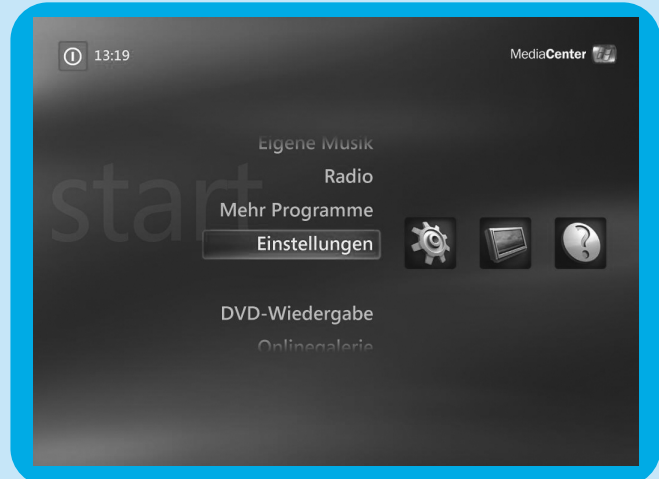 13:19
MediaCenter
start
Eigene Musik
Radio
Mehr Programme
Einstellungen
DVD-Wiedergabe
Onlinegalerie